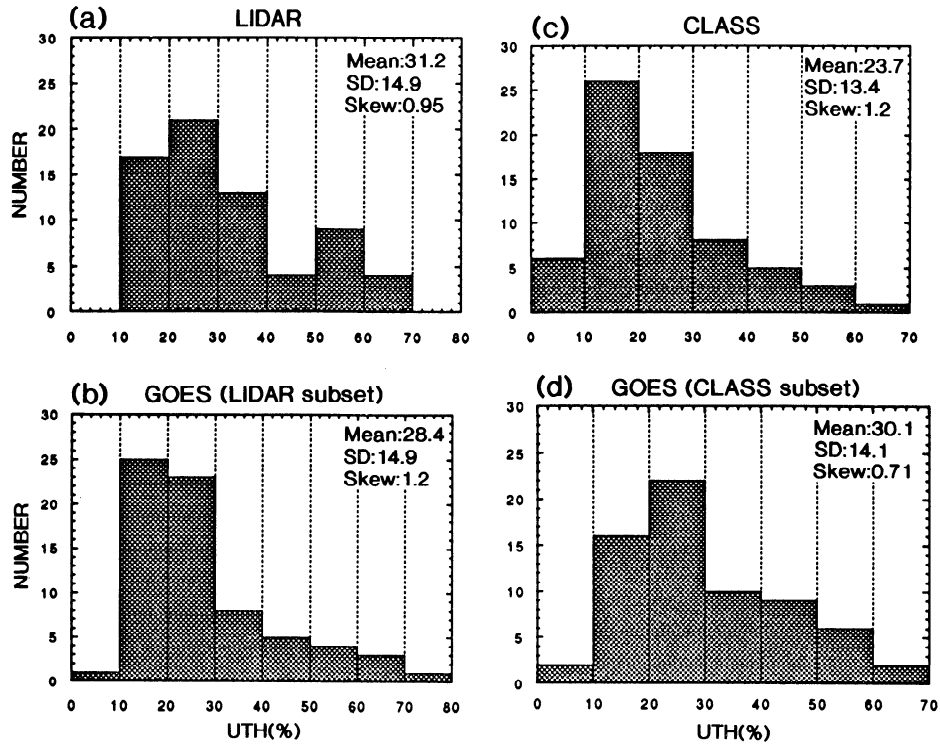 (a)
LIDAR
30
25
20
15
10
5
0
NUMBER
Mean:31.2
SD:14.9
Skew:0.95
0 10 20 30 40 50 60 70 80
(c)
CLASS
30
25
20
15
10
5
0
Mean:23.7
SD:13.4
Skew:1.2
0 10 20 30 40 50 60 70
(b)
GOES (LIDAR subset)
30
25
20
15
10
5
0
NUMBER
Mean:28.4
SD:14.9
Skew:1.2
0 10 20 30 40 50 60 70 80
UTH(%)
(d)
GOES (CLASS subset)
30
25
20
15
10
5
0
Mean:30.1
SD:14.1
Skew:0.71
0 10 20 30 40 50 60 70
UTH(%)